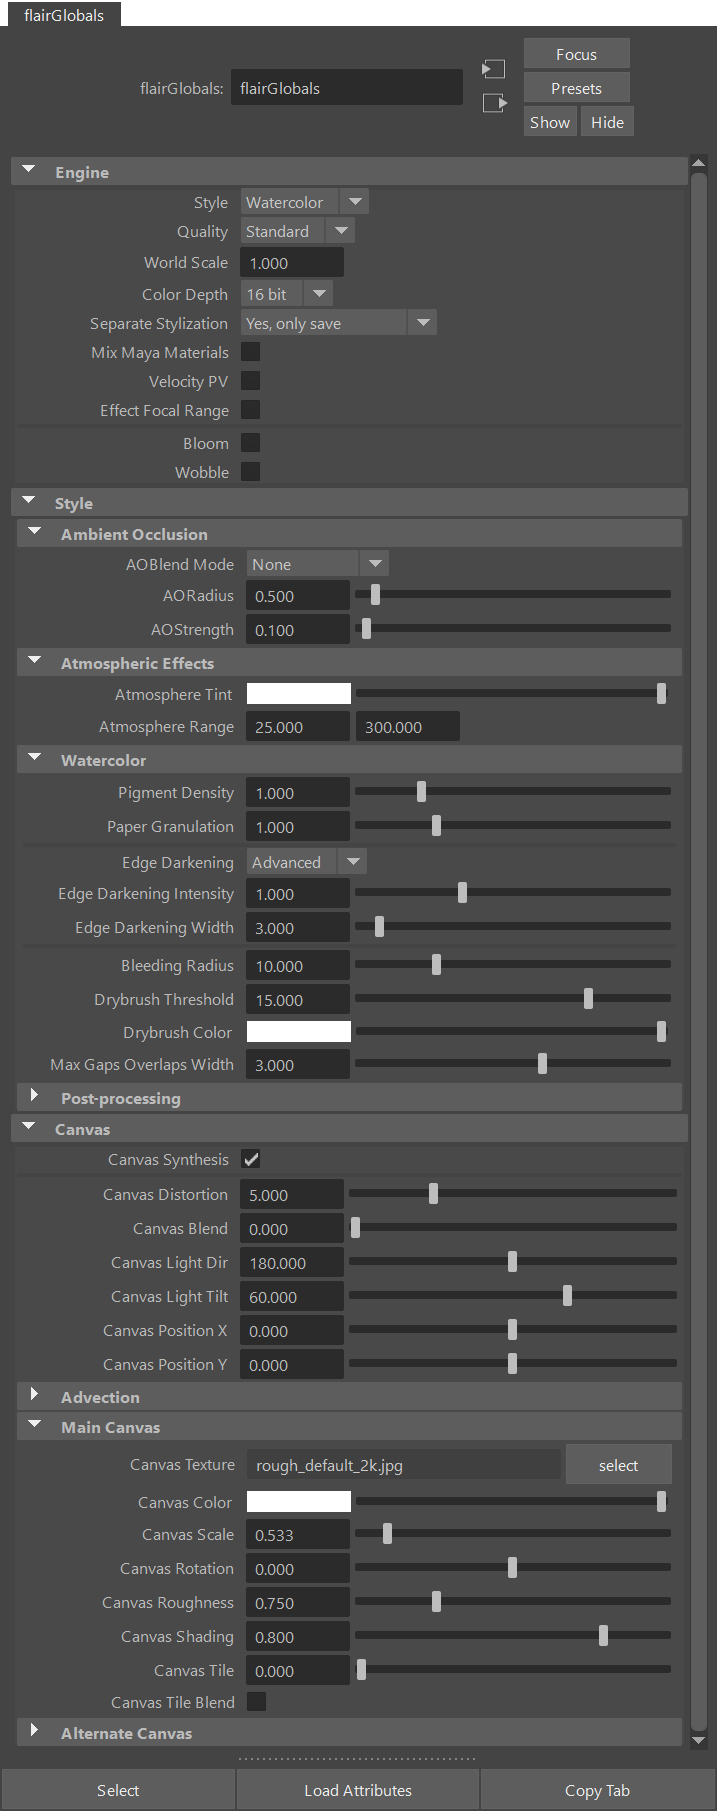 flairGlobals
flairGlobals: flairGlobals
Focus
Presets
Show Hide
Engine
Style Watercolor
Quality Standard
World Scale 1.000
Color Depth 16 bit
Separate Stylization Yes, only save
Mix Maya Materials
Velocity PV
Effect Focal Range
Bloom
Wobble
Style
Ambient Occlusion
AOBlend Mode None
AORadius 0.500
AOStrength 0.100
Atmospheric Effects
Atmosphere Tint
Atmosphere Range 25.000 300.000
Watercolor
Pigment Density 1.000
Paper Granulation 1.000
Edge Darkening Advanced
Edge Darkening Intensity 1.000
Edge Darkening Width 3.000
Bleeding Radius 10.000
Drybrush Threshold 15.000
Drybrush Color
Max Gaps Overlaps Width 3.000
Post-processing
Canvas
Canvas Synthesis
Canvas Distortion 5.000
Canvas Blend 0.000
Canvas Light Dir 180.000
Canvas Light Tilt 60.000
Canvas Position X 0.000
Canvas Position Y 0.000
Advection
Main Canvas
Canvas Texture rough_default_2k.jpg select
Canvas Color
Canvas Scale 0.533
Canvas Rotation 0.000
Canvas Roughness 0.750
Canvas Shading 0.800
Canvas Tile 0.000
Canvas Tile Blend
Alternate Canvas
Select Load Attributes Copy Tab